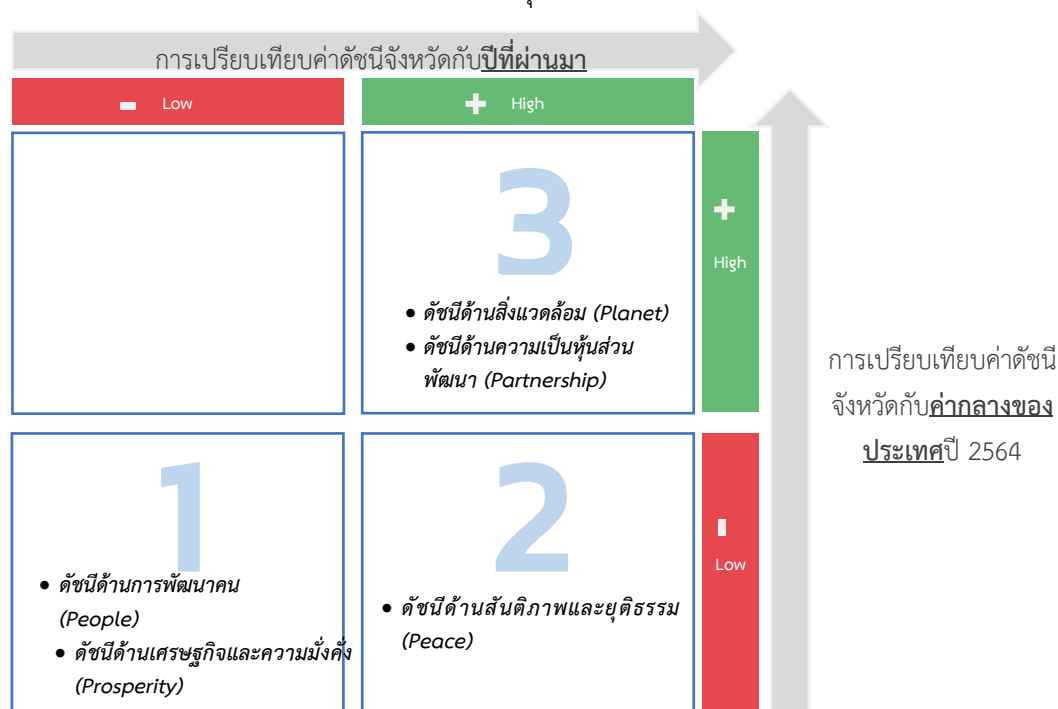 การเปรียบเทียบค่าดัชนีจังหวัดกับปีที่ผ่านมา
Low
High
3
• ดัชนีด้านสิ่งแวดล้อม (Planet)
• ดัชนีด้านความเป็นหุ้นส่วน
พัฒนา (Partnership)
High
การเปรียบเทียบค่าดัชนี
จังหวัดกับค่ากลางของ
ประเทศปี 2564
1
• ดัชนีด้านการพัฒนาคน
(People)
• ดัชนีด้านเศรษฐกิจและความมั่งคั่ง
(Prosperity)
2
• ดัชนีด้านสันติภาพและยุติธรรม
(Peace)
Low